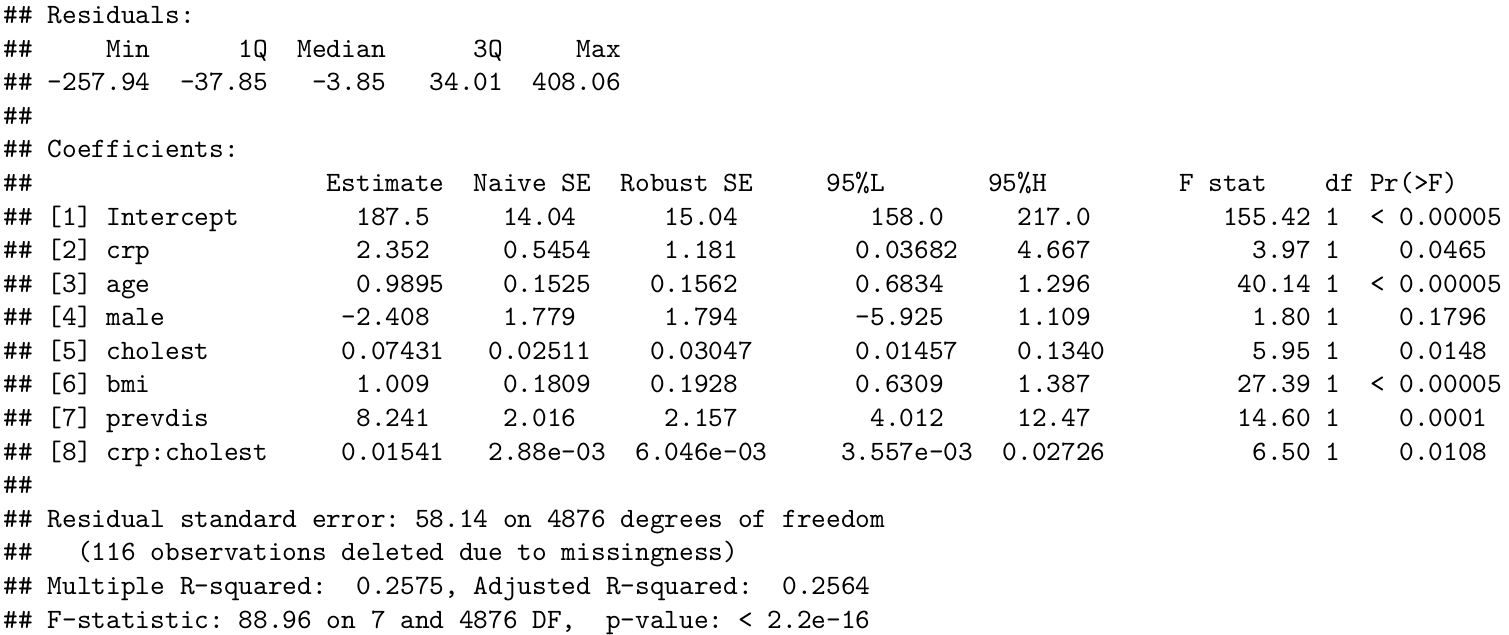 ## Residuals:
##     Min      1Q  Median      3Q     Max
## -257.94  -37.85   -3.85   34.01  408.06
##
## Coefficients:
##                    Estimate  Naive SE  Robust SE     95%L       95%H         F stat    df Pr(>F)
## [1] Intercept        187.5     14.04      15.04        158.0     217.0         155.42 1  < 0.00005
## [2] crp              2.352     0.5454     1.181        0.03682   4.667           3.97 1    0.0465
## [3] age              0.9895    0.1525     0.1562       0.6834    1.296          40.14 1  < 0.00005
## [4] male            -2.408     1.779      1.794       -5.925     1.109           1.80 1    0.1796
## [5] cholest         0.07431    0.02511    0.03047      0.01457   0.1340          5.95 1    0.0148
## [6] bmi              1.009     0.1809     0.1928       0.6309    1.387          27.39 1  < 0.00005
## [7] prevdis          8.241     2.016      2.157        4.012     12.47          14.60 1    0.0001
## [8] crp:cholest     0.01541   2.88e-03  6.046e-03     3.557e-03  0.02726          6.50 1    0.0108
##
## Residual standard error: 58.14 on 4876 degrees of freedom
##   (116 observations deleted due to missingness)
## Multiple R-squared:  0.2575, Adjusted R-squared:  0.2564
## F-statistic: 88.96 on 7 and 4876 DF,  p-value: < 2.2e-16